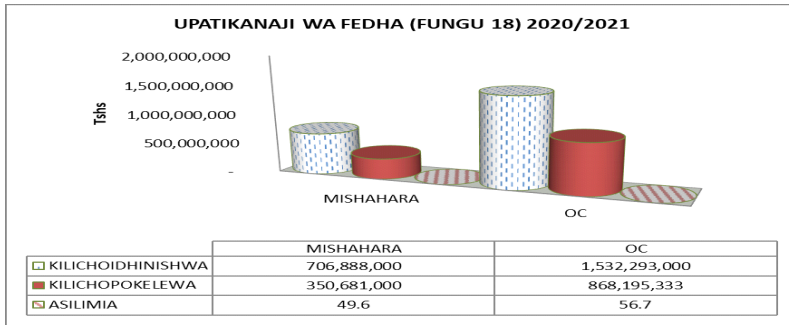 UPATIKANAJI WA FEDHA (FUNGU 18) 2020/2021
2,000,000,000
1,500,000,000
1,000,000,000
500,000,000
-
Tshs
MISHAHARA
OC
MISHAHARA OC
KILICHOIDHINISHWA 706,888,000 1,532,293,000
KILICHOPOKELEWA 350,681,000 868,195,333
ASILIMIA 49.6 56.7